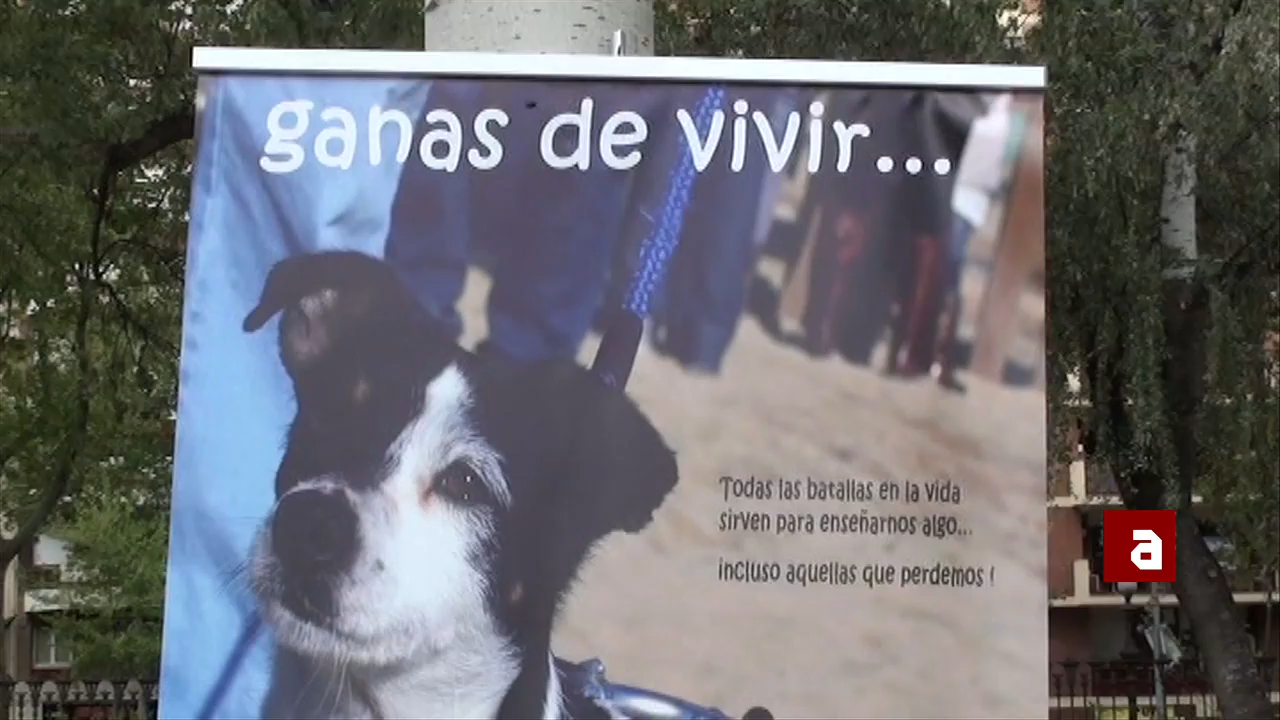 ganas de vivir...
Todas las batallas en la vida
sirven para enseñarnos algo...
incluso aquellas que perdemos !
a